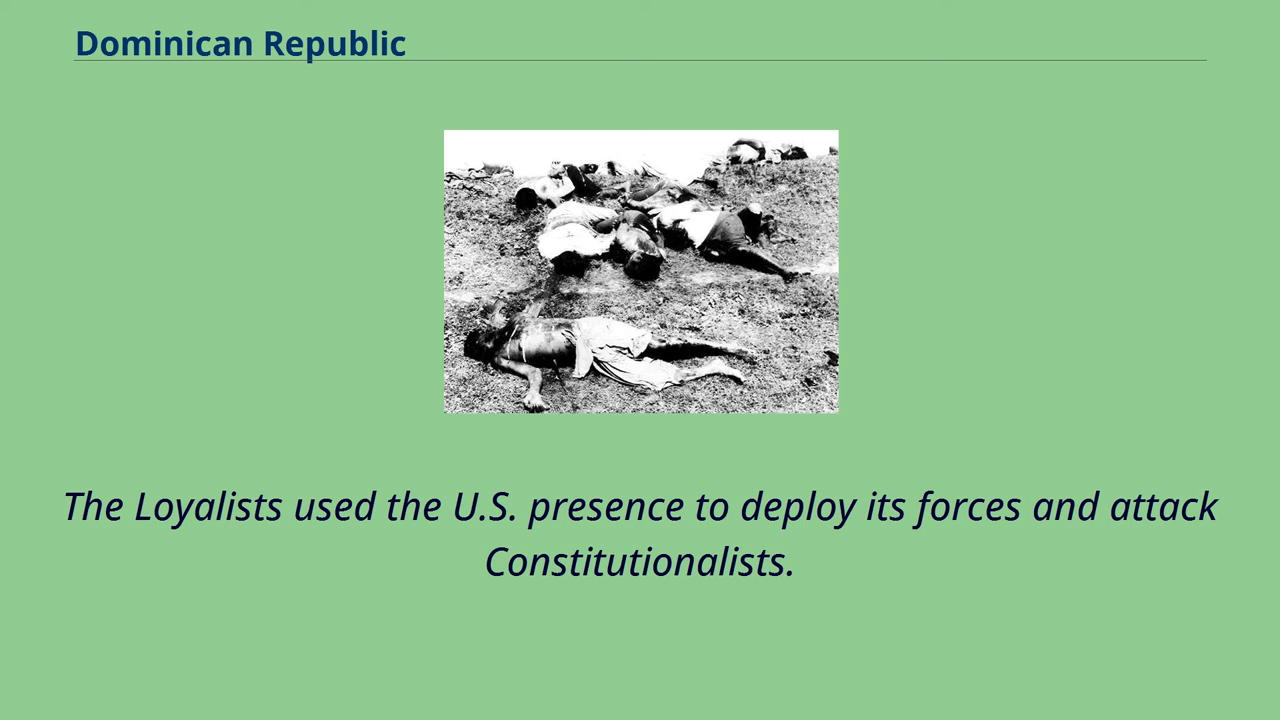 Dominican Republic
The Loyalists used the U.S. presence to deploy its forces and attack
Constitutionalists.